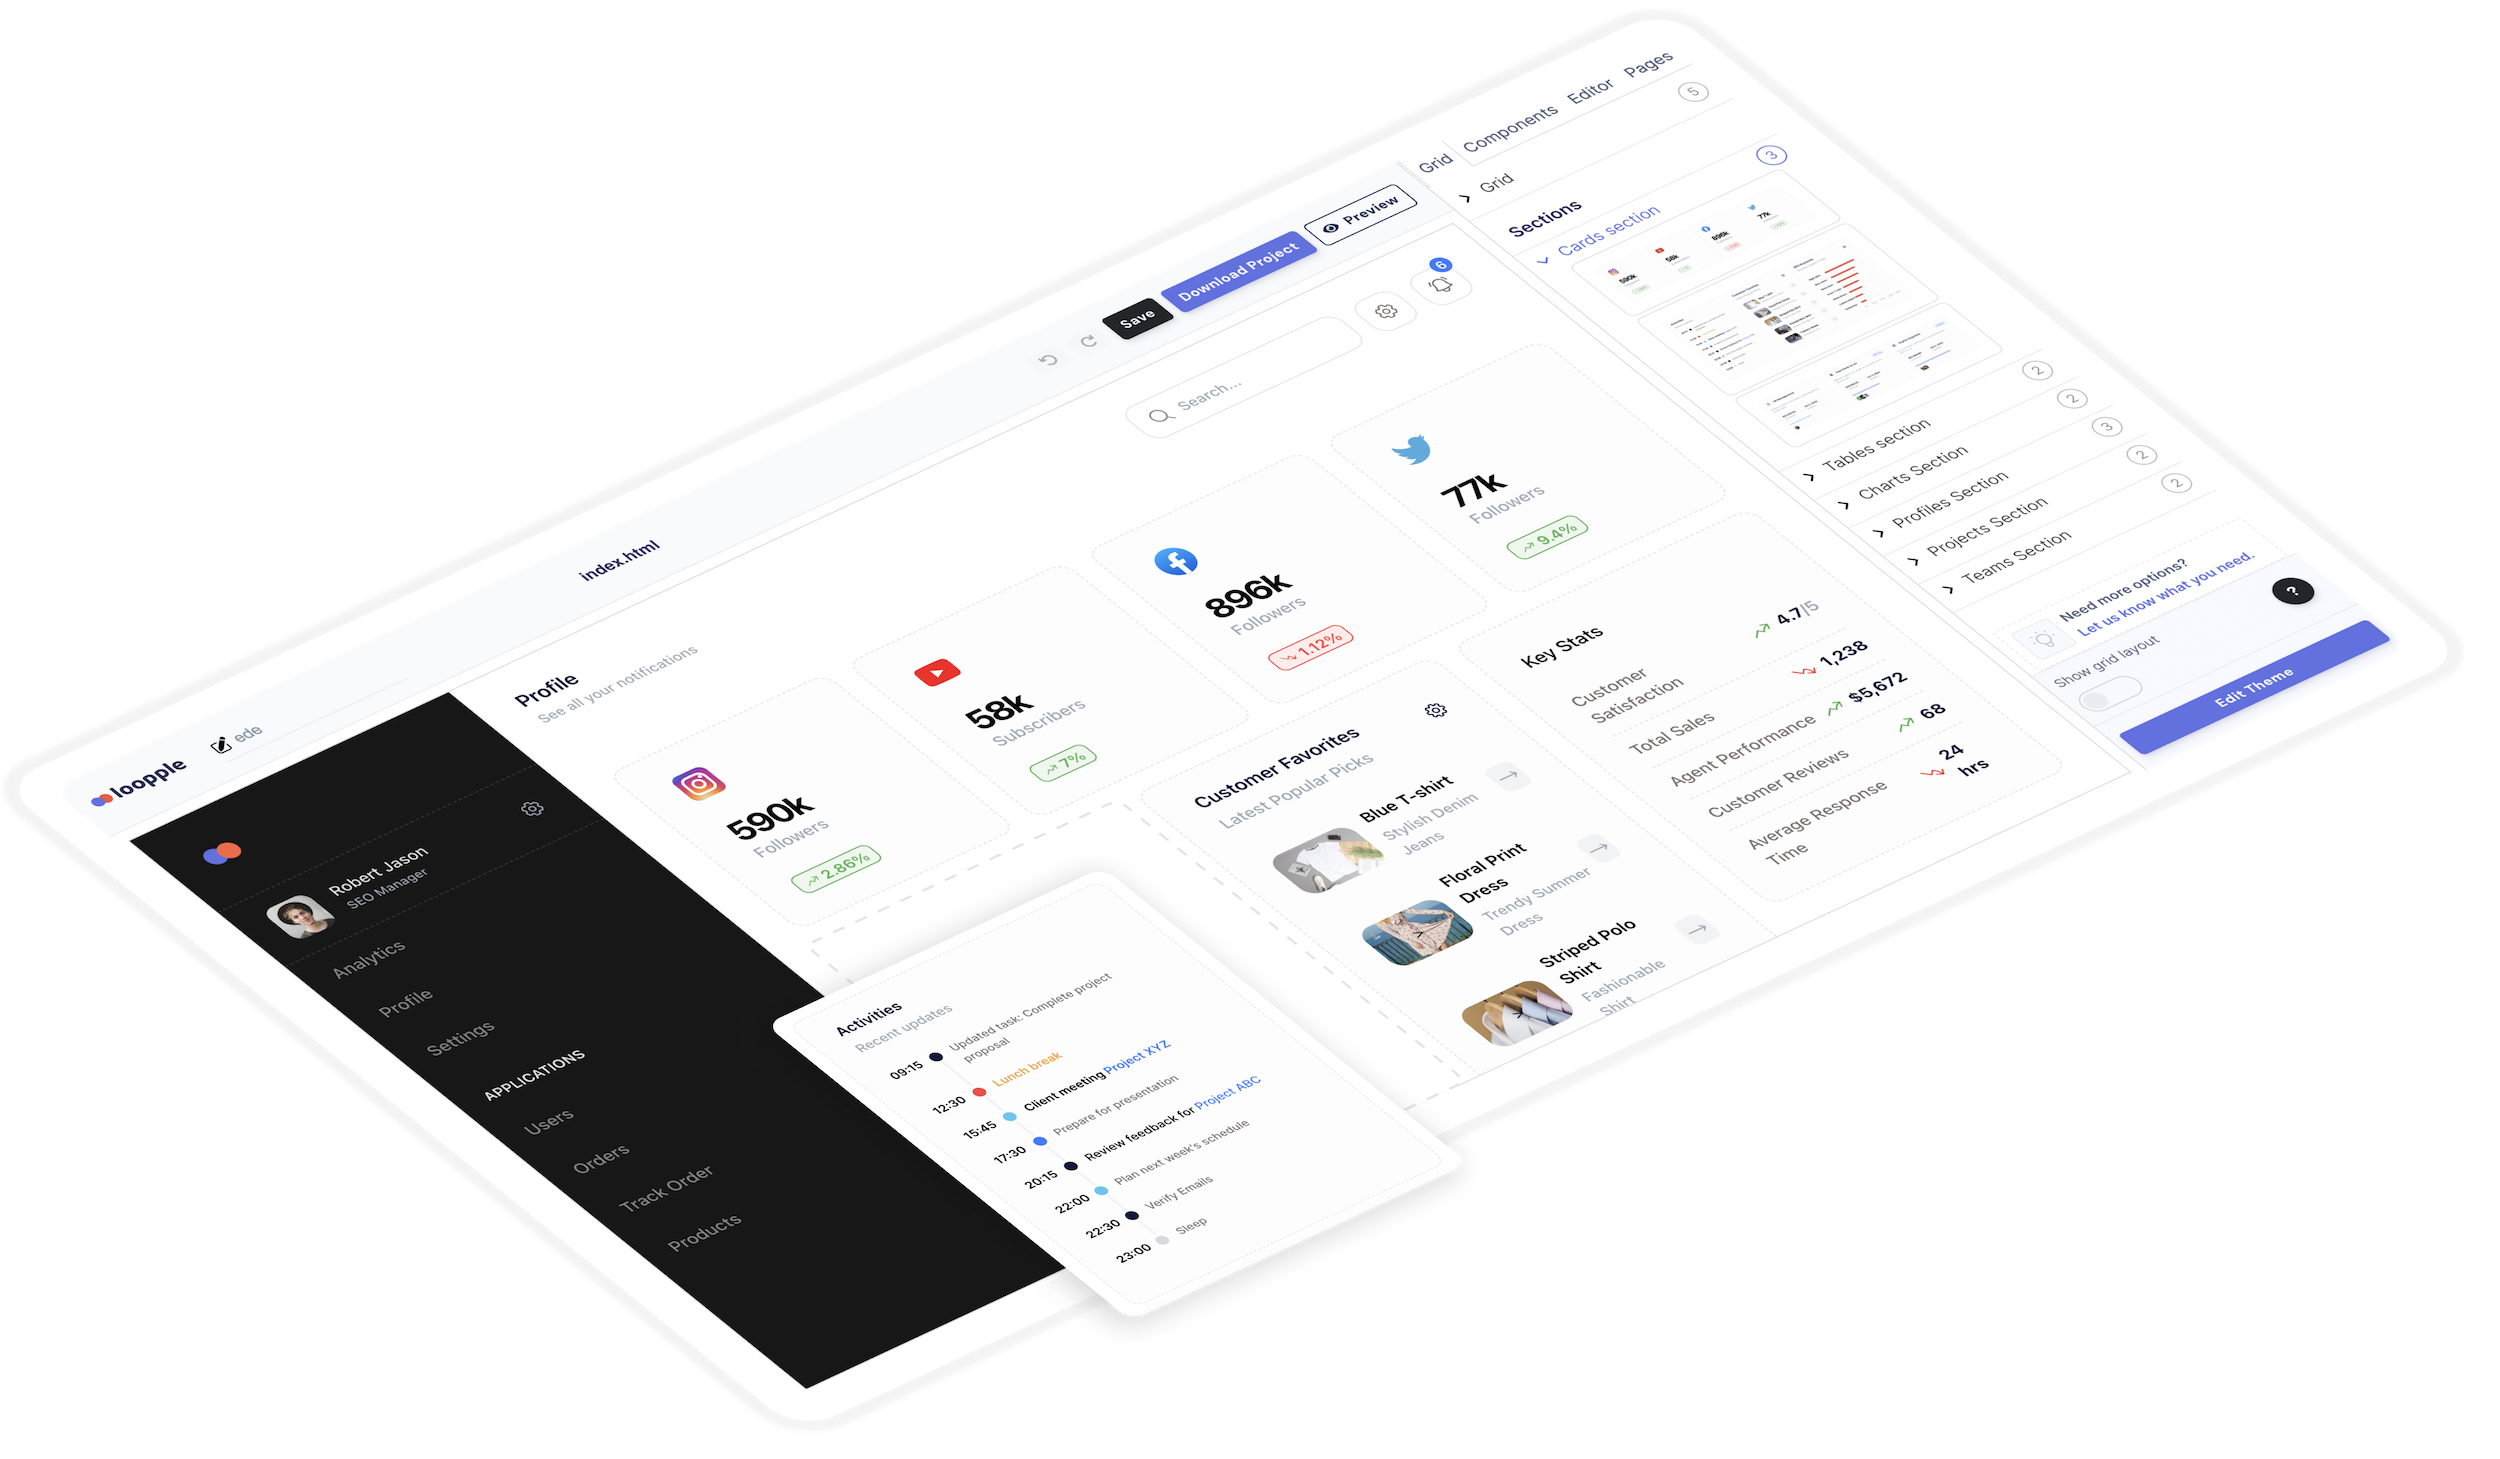 loopple
ede
index.html
Save
Download Project
Preview
Grid
Components
Editor
Pages
Grid
5
Sections
Cards section
3
590k
58k
896k
77k
Tables section
2
Charts Section
2
Profiles Section
3
Projects Section
2
Teams Section
2
Need more options?
Let us know what you need.
?
Show grid layout
Edit Theme
Robert Jason
SEO Manager
Analytics
Profile
Settings
APPLICATIONS
Users
Orders
Track Order
Products
Profile
See all your notifications
Search...
6
590k
Followers
2.86%
58k
Subscribers
7%
896k
Followers
1.12%
77k
Followers
9.4%
Activities
Recent updates
09:15
Updated task: Complete project
proposal
12:30
Lunch break
15:45
Client meeting Project XYZ
17:30
Prepare for presentation
20:15
Review feedback for Project ABC
22:00
Plan next week's schedule
22:30
Verify Emails
23:00
Sleep
Customer Favorites
Latest Popular Picks
Blue T-shirt
Stylish Denim
Jeans
Floral Print
Dress
Trendy Summer
Dress
Striped Polo
Shirt
Fashionable
Shirt
Key Stats
Customer
Satisfaction
4.7/5
Total Sales
1,238
Agent Performance
$5,672
Customer Reviews
68
Average Response
Time
24
hrs